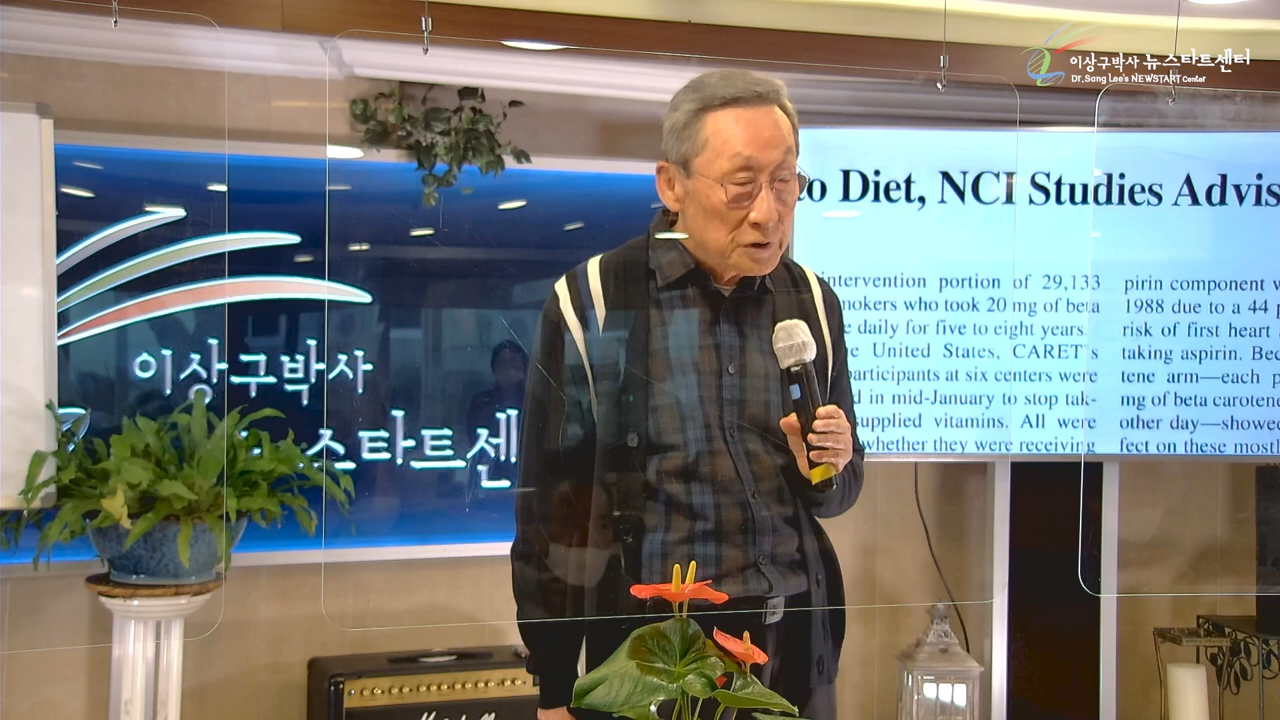 이상구박사 뉴스타트센터
Dr. Sang Lee's NEWSTART Center
이상구박사
스타트센
to Diet, NCI Studies Advis
intervention portion of 29,133
mokers who took 20 mg of beta
e daily for five to eight years.
he United States, CARET's
participants at six centers were
d in mid-January to stop tak-
supplied vitamins. All were
whether they were receiving
pirin component w
1988 due to a 44 p
risk of first heart
taking aspirin. Bec
tene arm—each p
mg of beta carotene
other day—showed
fect on these mostl